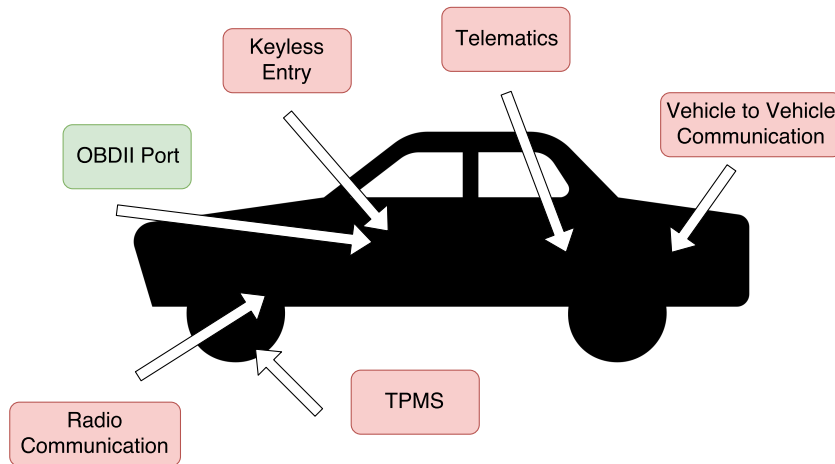 Keyless
Entry
Telematics
Vehicle to Vehicle
Communication
OBDII Port
TPMS
Radio
Communication